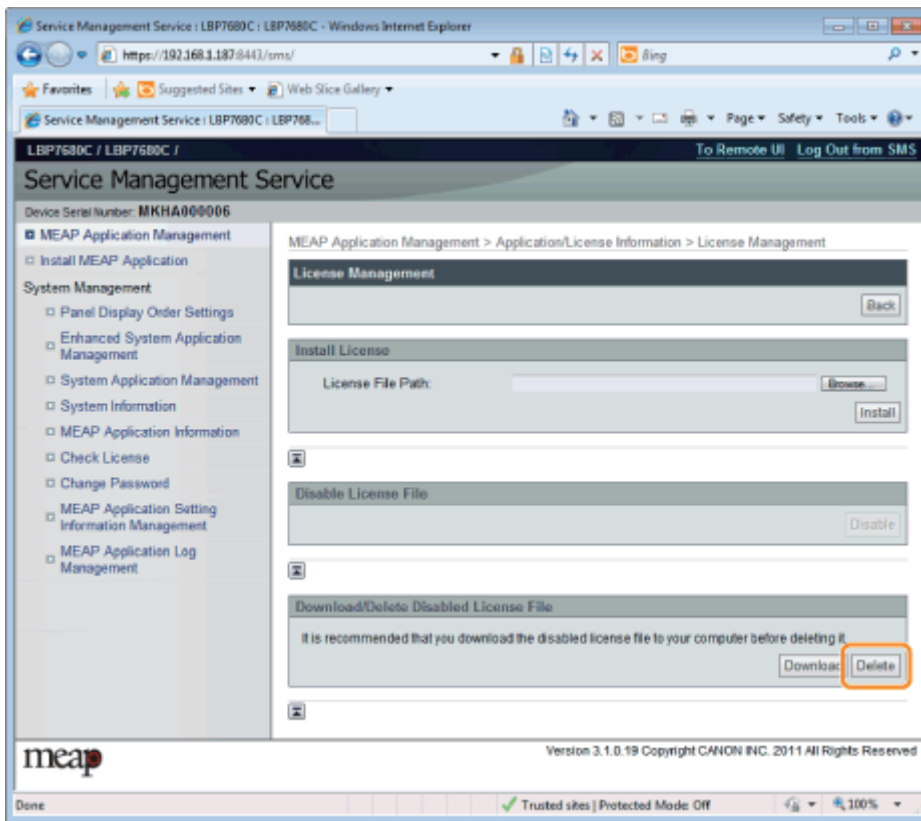 Service Management Service : LBP7680C : LBP7680C - Windows Internet Explorer
https://192.168.1.187:8443/sms/
Bing
Favorites Suggested Sites Web Slice Gallery
Service Management Service : LBP7680C : LBP768... Page Safety Tools
LBP7680C / LBP7680C / To Remote UI Log Out from SMS
Service Management Service
Device Serial Number: MKHA000006
MEAP Application Management
Install MEAP Application
System Management
Panel Display Order Settings
Enhanced System Application
Management
System Application Management
System Information
MEAP Application Information
Check License
Change Password
MEAP Application Setting
Information Management
MEAP Application Log
Management
MEAP Application Management > Application/License Information > License Management
License Management
Back
Install License
License File Path: Browse...
Install
Disable License File
Disable
Download/Delete Disabled License File
It is recommended that you download the disabled license file to your computer before deleting it.
Download Delete
meap
Version 3.1.0.19 Copyright CANON INC. 2011 All Rights Reserved
Done Trusted sites | Protected Mode: Off 100%